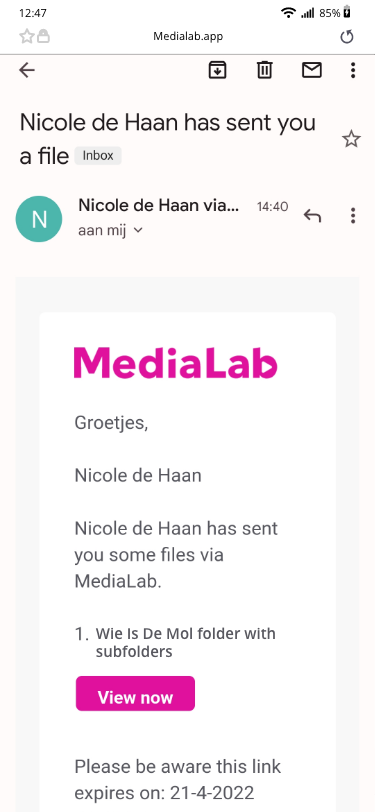 12:47
85%
Medialab.app
Nicole de Haan has sent you
a file Inbox
N
Nicole de Haan via... 14:40
aan mij
MediaLab
Groetjes,
Nicole de Haan
Nicole de Haan has sent
you some files via
MediaLab.
1. Wie Is De Mol folder with
subfolders
View now
Please be aware this link
expires on: 21-4-2022